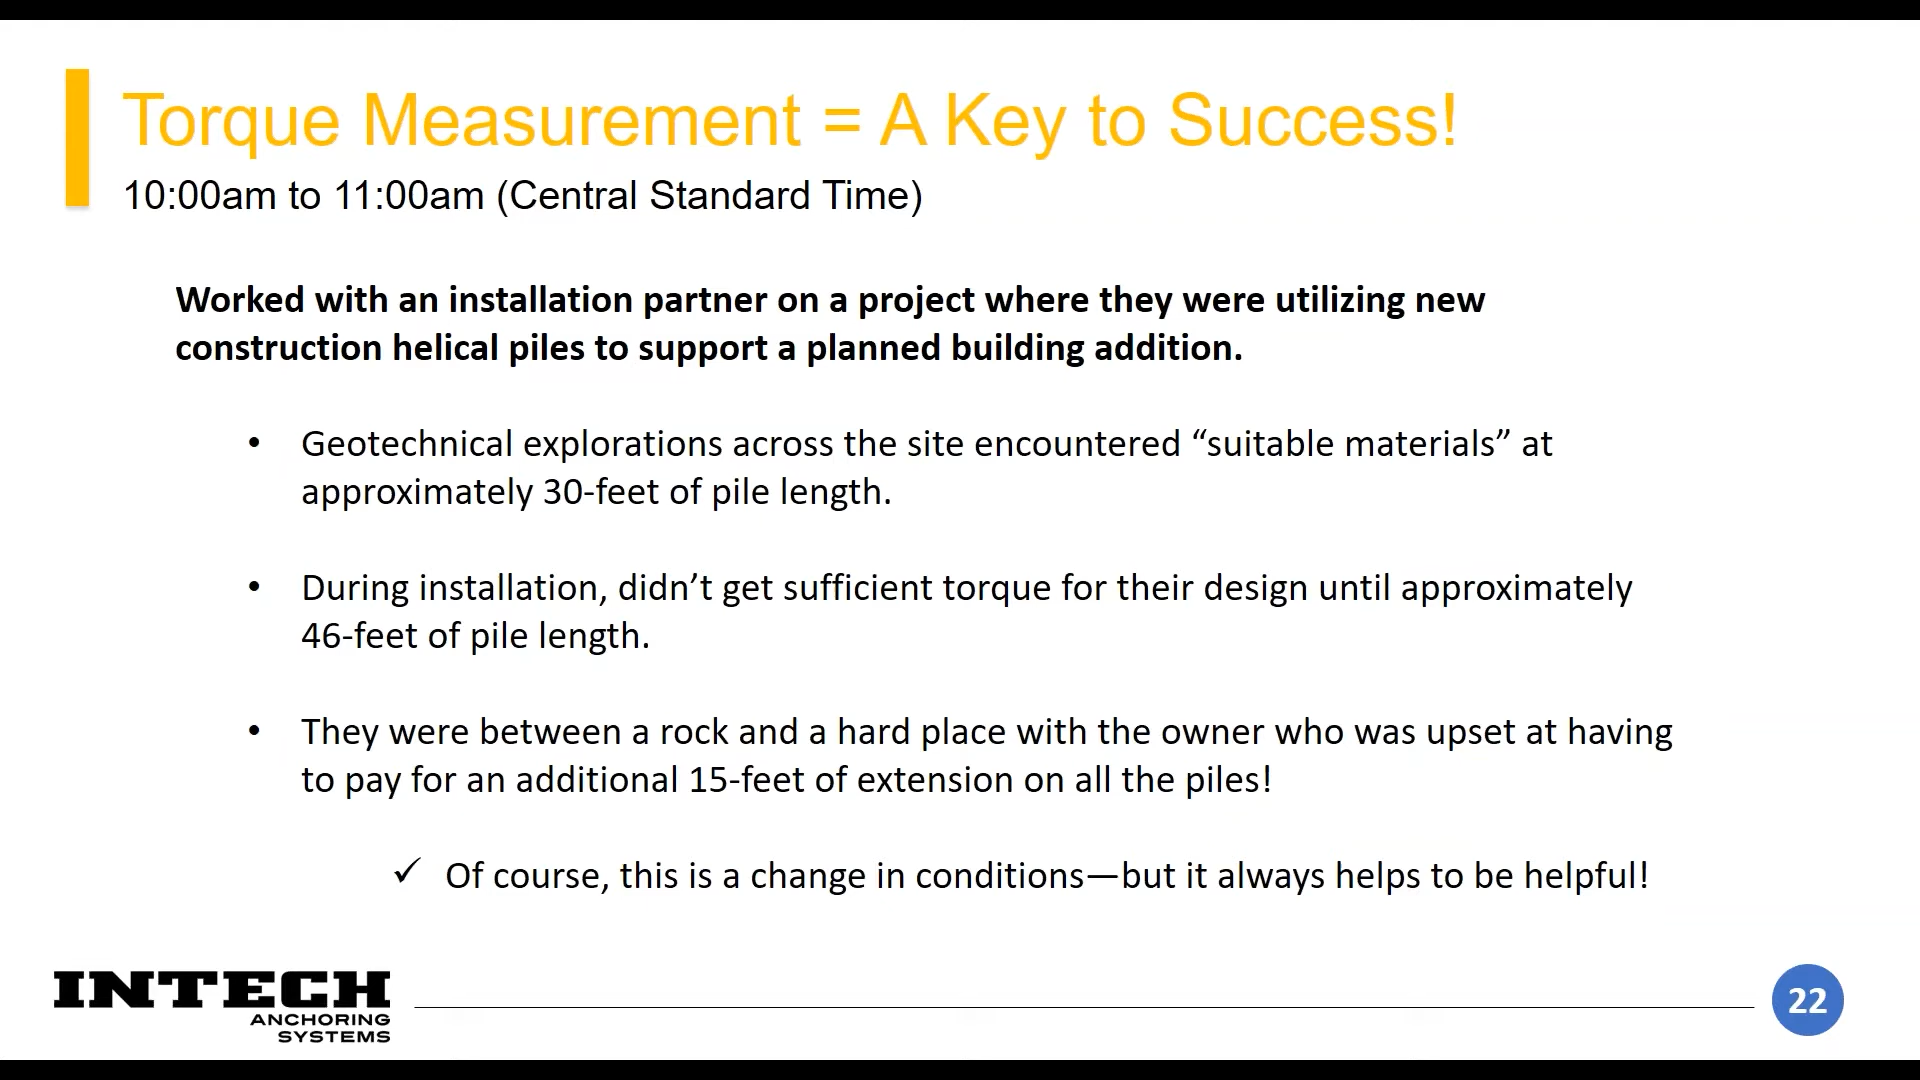 Torque Measurement = A Key to Success!
10:00am to 11:00am (Central Standard Time)
Worked with an installation partner on a project where they were utilizing new
construction helical piles to support a planned building addition.
• Geotechnical explorations across the site encountered “suitable materials” at
approximately 30-feet of pile length.
• During installation, didn’t get sufficient torque for their design until approximately
46-feet of pile length.
• They were between a rock and a hard place with the owner who was upset at having
to pay for an additional 15-feet of extension on all the piles!
✓ Of course, this is a change in conditions—but it always helps to be helpful!
INTECH
ANCHORING
SYSTEMS
22